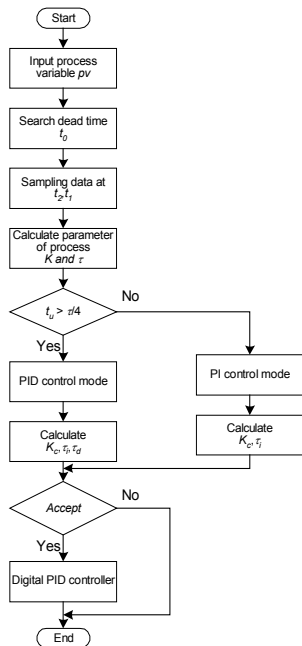 Start
Input process
variable pv
Search dead time
t0
Sampling data at
t2,t1
Calculate parameter
of process
K and τ
tu > τ/4
No
Yes
PID control mode
PI control mode
Calculate
Kc,τi,τd
Calculate
Kc,τi
Accept
No
Yes
Digital PID controller
End